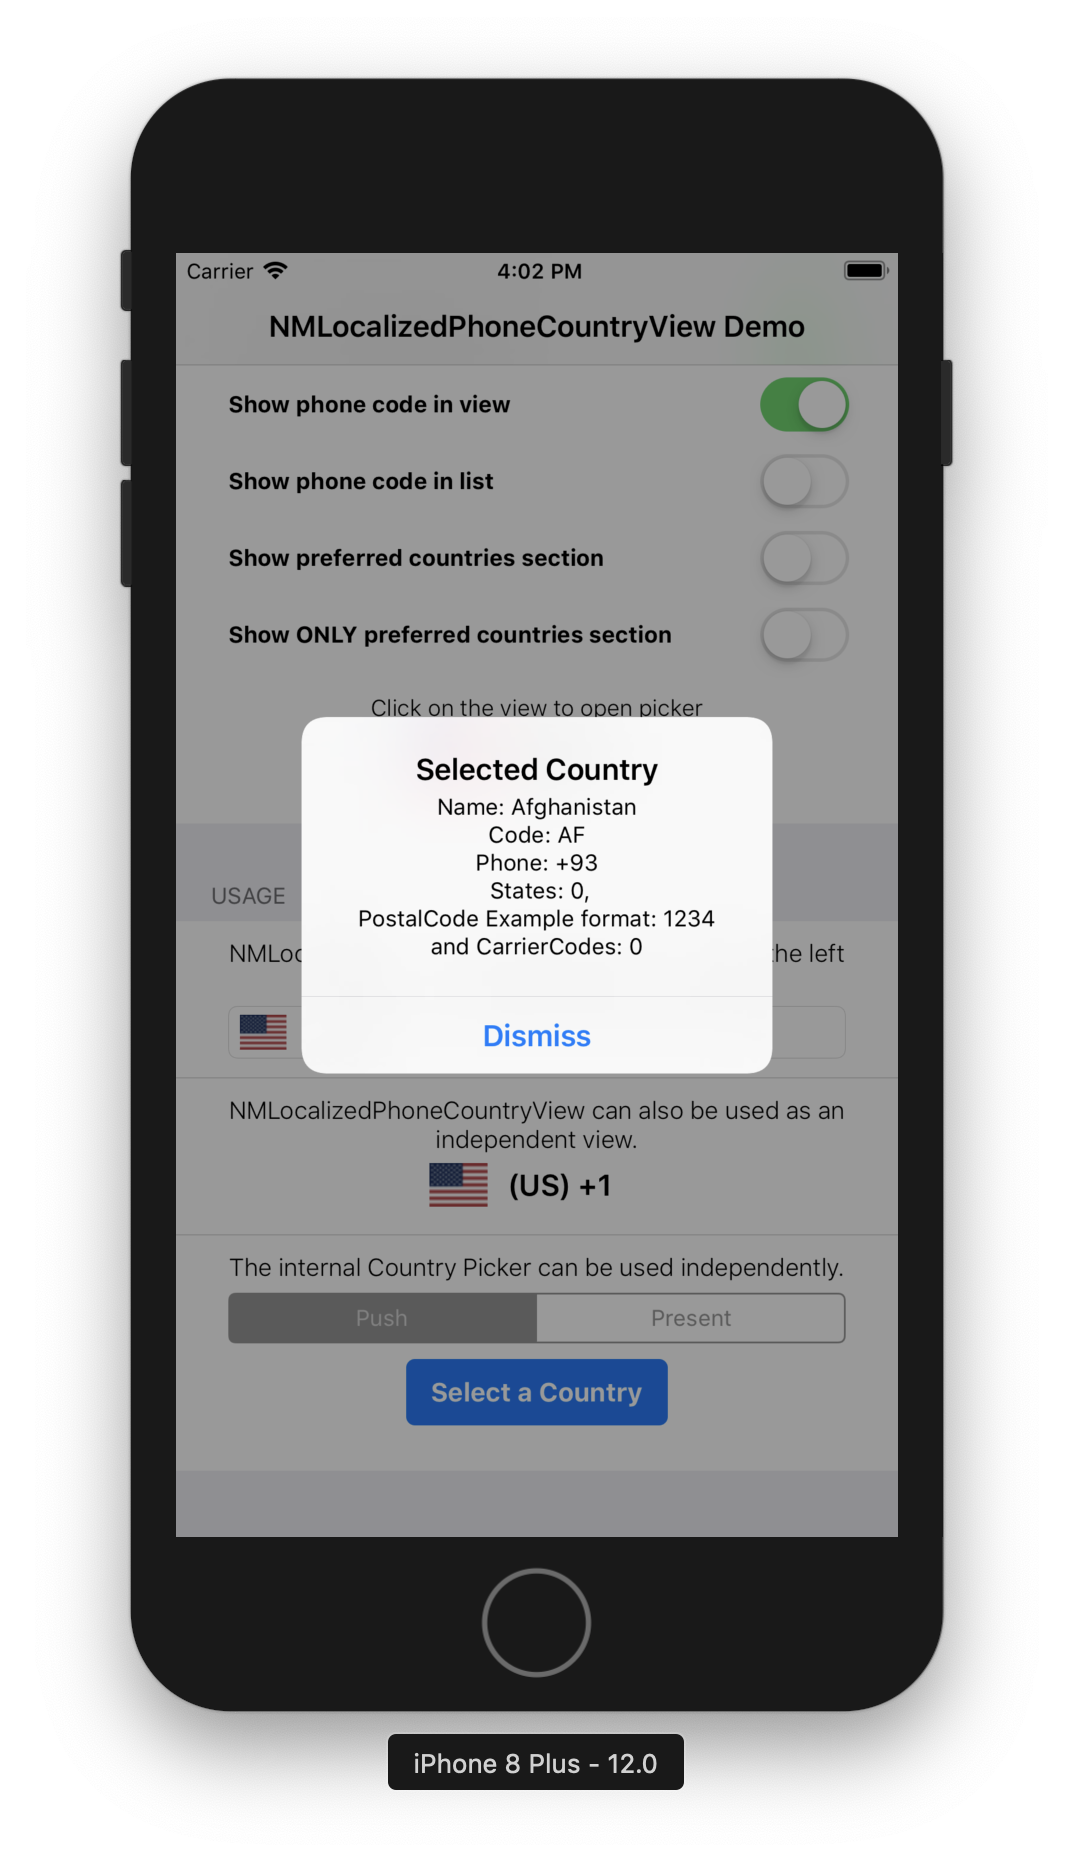 Carrier
4:02 PM
NMLocalizedPhoneCountryView Demo
Show phone code in view
Show phone code in list
Show preferred countries section
Show ONLY preferred countries section
Click on the view to open picker
Selected Country
Name: Afghanistan
Code: AF
Phone: +93
States: 0,
PostalCode Example format: 1234
and CarrierCodes: 0
Dismiss
USAGE
the left
NMLocalizedPhoneCountryView can also be used as an
independent view.
(US) +1
The internal Country Picker can be used independently.
Push
Present
Select a Country
iPhone 8 Plus - 12.0